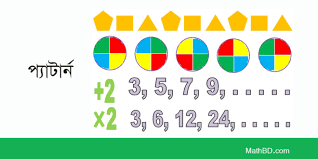 প্যাটার্ন
+2 3, 5, 7, 9, . . . . .
×2 3, 6, 12, 24, . . . . .
MathBD.com